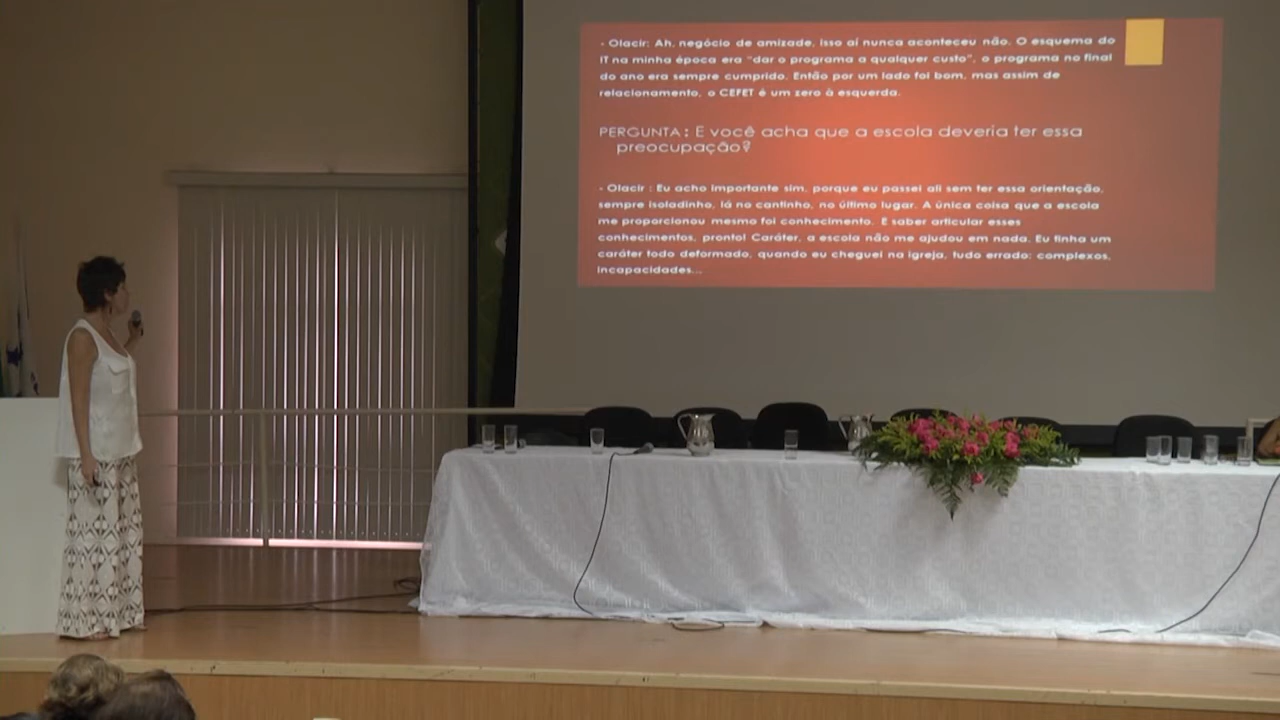 - Olacir: Ah, negócio de amizade, isso aí nunca aconteceu não. O esquema do
IT na minha época era "dar o programa a qualquer custo", o programa no final
do ano era sempre cumprido. Então por um lado foi bom, mas assim de
relacionamento, o CEFET é um zero à esquerda.
PERGUNTA: E você acha que a escola deveria ter essa
preocupação?
- Olacir : Eu acho importante sim, porque eu passei ali sem ter essa orientação,
sempre isoladinho, lá no cantinho, no último lugar. A única coisa que a escola
me proporcionou mesmo foi conhecimento. E saber articular esses
conhecimentos, pronto! Caráter, a escola não me ajudou em nada. Eu tinha um
caráter todo deformado, quando eu cheguei na igreja, tudo errado: complexos,
incapacidades...